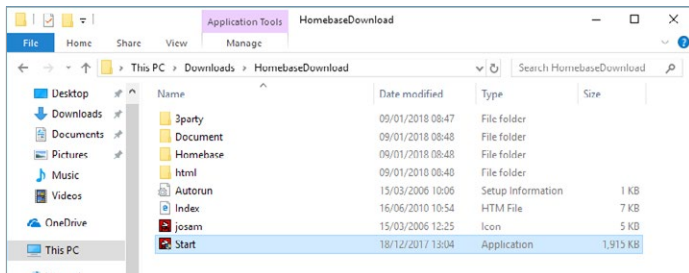 Application Tools HomebaseDownload
File Home Share View Manage
This PC > Downloads > HomebaseDownload Search HomebaseDownload
Name Date modified Type Size
Desktop
Downloads
Documents
Pictures
Music
Videos
OneDrive
This PC
3party 09/01/2018 08:47 File folder
Document 09/01/2018 08:48 File folder
Homebase 09/01/2018 08:48 File folder
html 09/01/2018 08:48 File folder
Autorun 15/03/2006 10:06 Setup Information 1 KB
Index 16/06/2010 10:54 HTM File 7 KB
josam 15/03/2006 12:25 Icon 5 KB
Start 18/12/2017 13:04 Application 1,915 KB